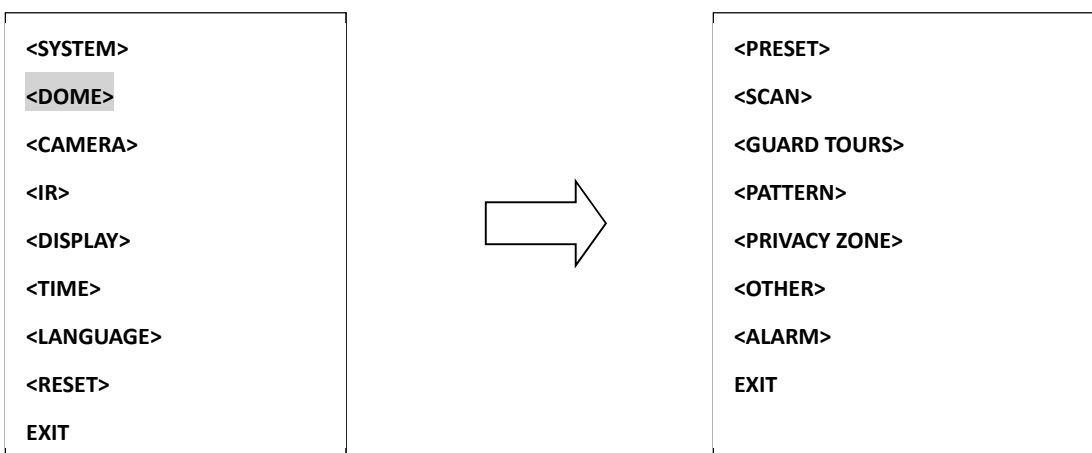 <SYSTEM>
<DOME>
<CAMERA>
<IR>
<DISPLAY>
<TIME>
<LANGUAGE>
<RESET>
EXIT
<PRESET>
<SCAN>
<GUARD TOURS>
<PATTERN>
<PRIVACY ZONE>
<OTHER>
<ALARM>
EXIT